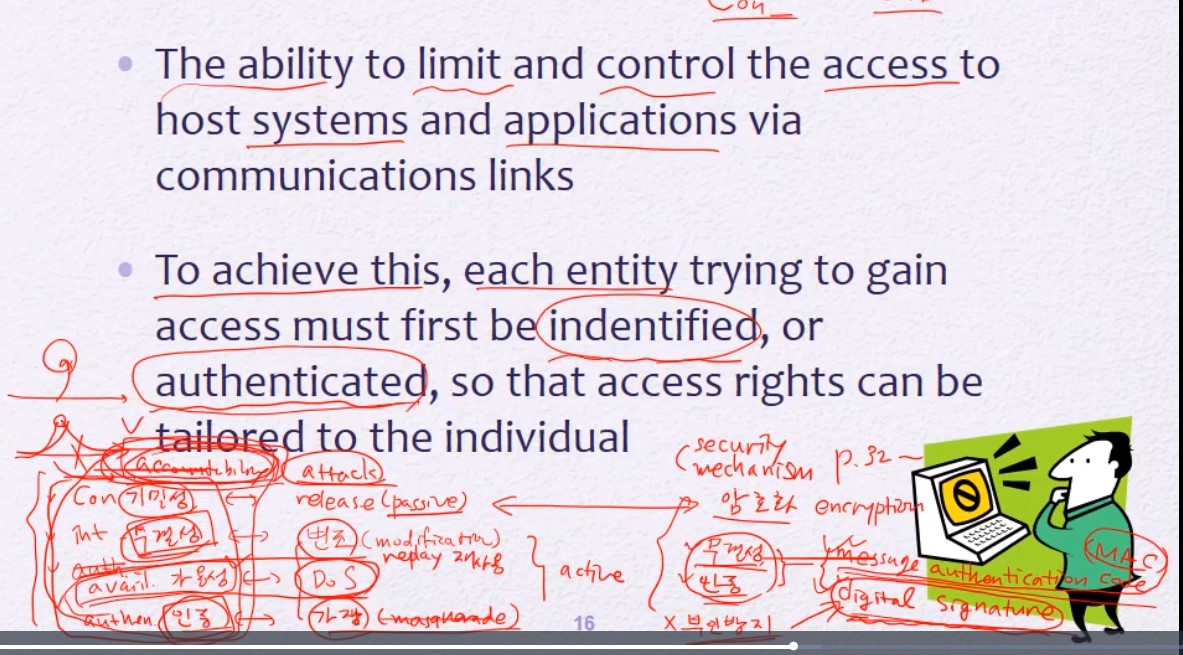 Con
• The ability to limit and control the access to
host systems and applications via
communications links
• To achieve this, each entity trying to gain
access must first be indentified, or
authenticated, so that access rights can be
tailored to the individual
accountability attacks
Con 기밀성 ↔ release (passive)
int 무결성 ↔ 변조 (modification)
repay 재사용
auth
avail. 가용성 ↔ DoS
authen. 인증 ↔ 가장 (masquerade)
active
security
mechanism p.32~
암호화 encryption
무결성
인증
message authentication code
(MAC)
digital signature
x 부인방지
16